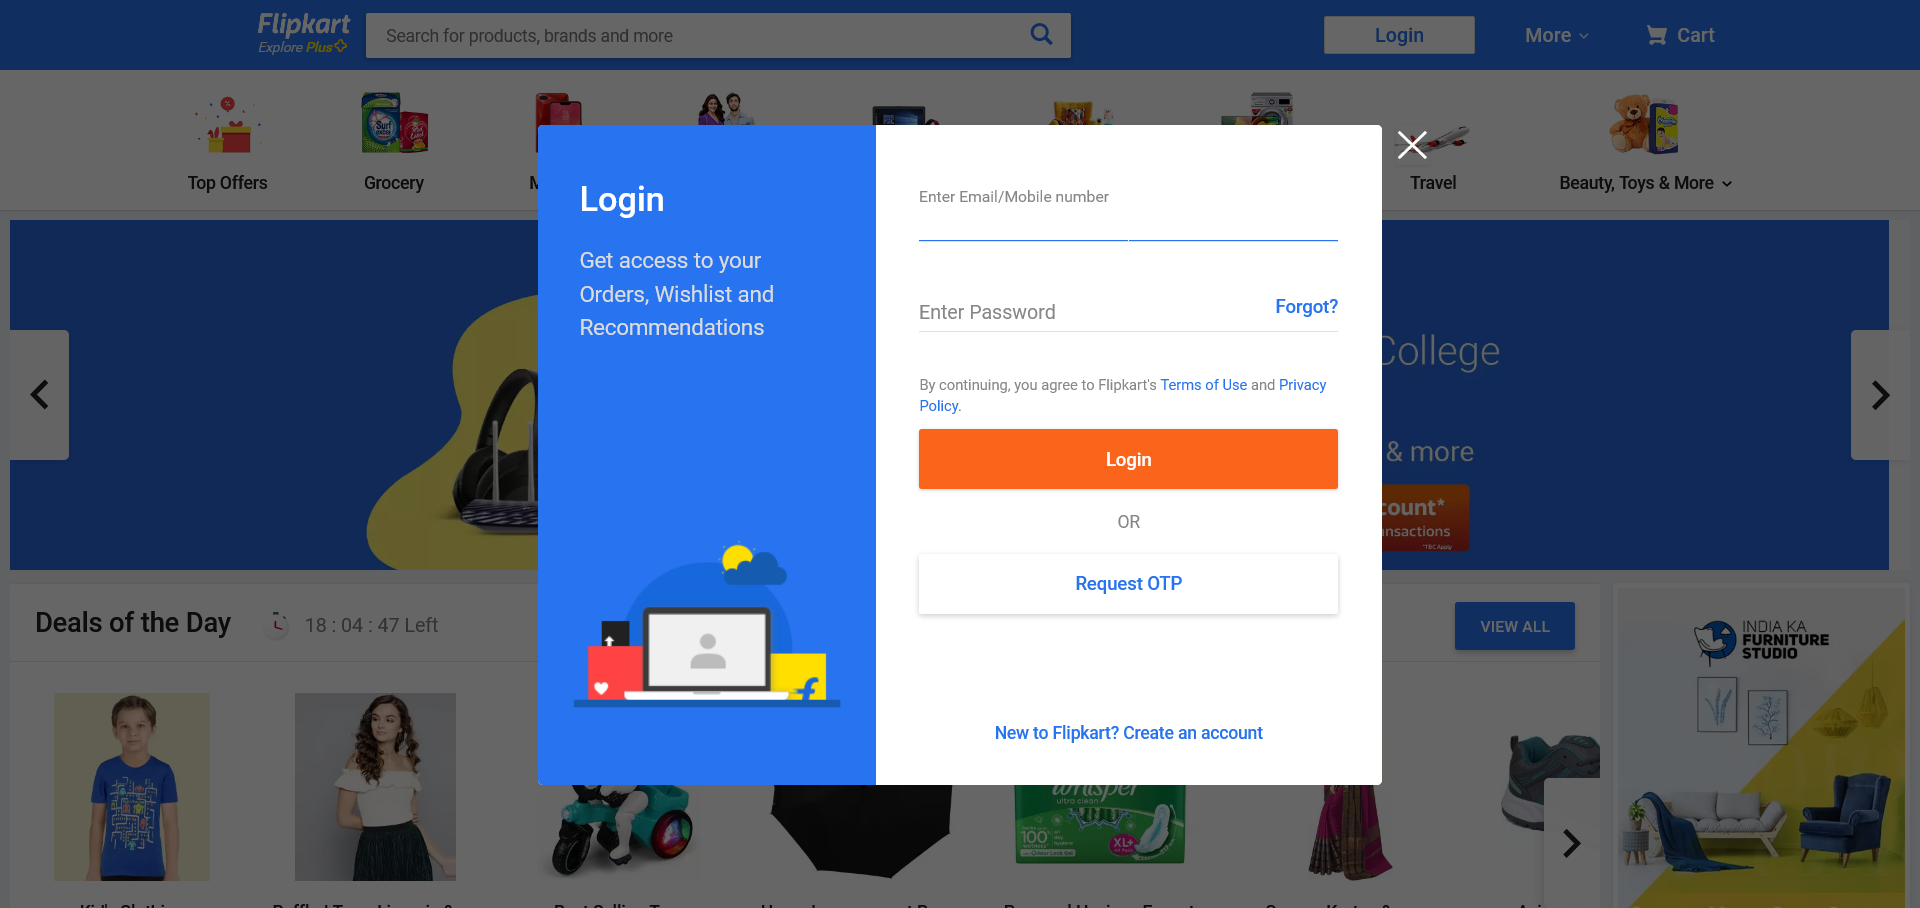 Flipkart
Explore Plus
Search for products, brands and more
Login
More
Cart
Surf excel
Top Offers
Grocery
Travel
Beauty, Toys & More
Login
Get access to your
Orders, Wishlist and
Recommendations
Enter Email/Mobile number
Enter Password
Forgot?
By continuing, you agree to Flipkart's Terms of Use and Privacy
Policy.
Login
OR
Request OTP
New to Flipkart? Create an account
College
& more
*T&C Apply
Deals of the Day
18 : 04 : 47 Left
VIEW ALL
INDIA KA
FURNITURE
STUDIO
whisper
ultra clean
100%
XL+